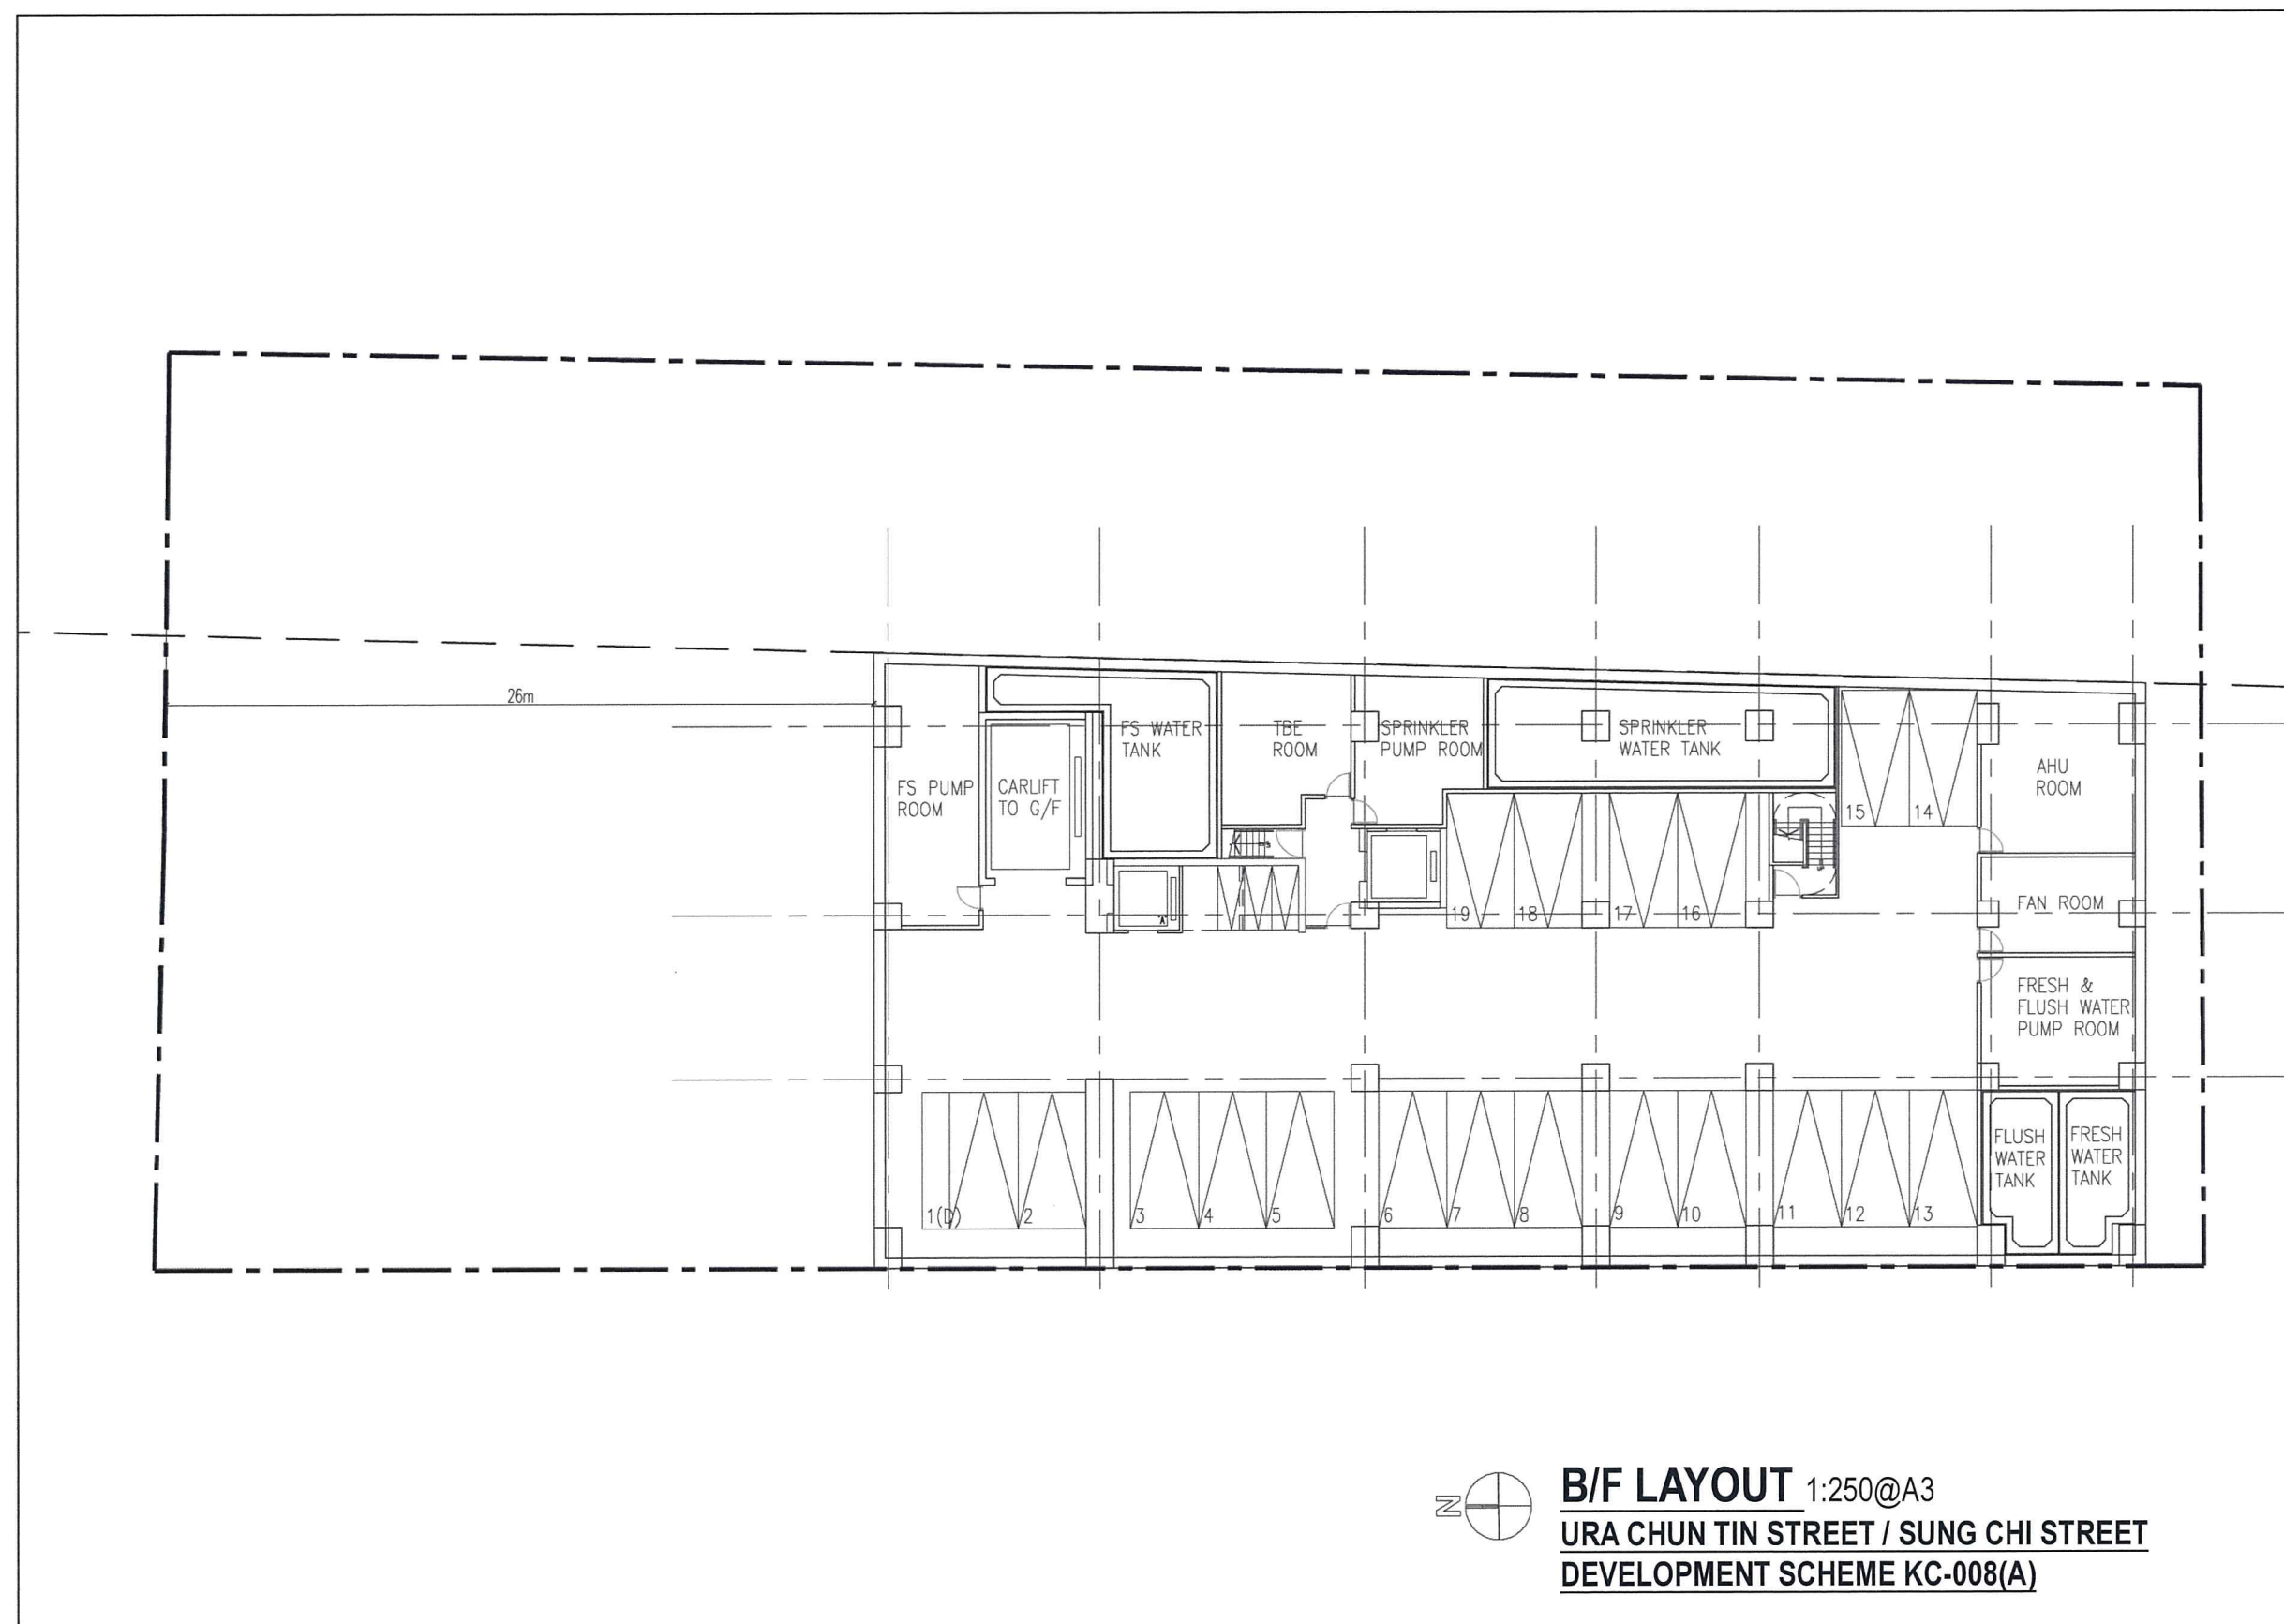 26m
FS PUMP
ROOM
CARLIFT
TO G/F
FS WATER
TANK
TBE
ROOM
SPRINKLER
PUMP ROOM
SPRINKLER
WATER TANK
15
14
AHU
ROOM
19
18
17
16
FAN ROOM
FRESH &
FLUSH WATER
PUMP ROOM
1(D)
2
3
4
5
6
7
8
9
10
11
12
13
FLUSH
WATER
TANK
FRESH
WATER
TANK
N
B/F LAYOUT 1:250@A3
URA CHUN TIN STREET / SUNG CHI STREET
DEVELOPMENT SCHEME KC-008(A)